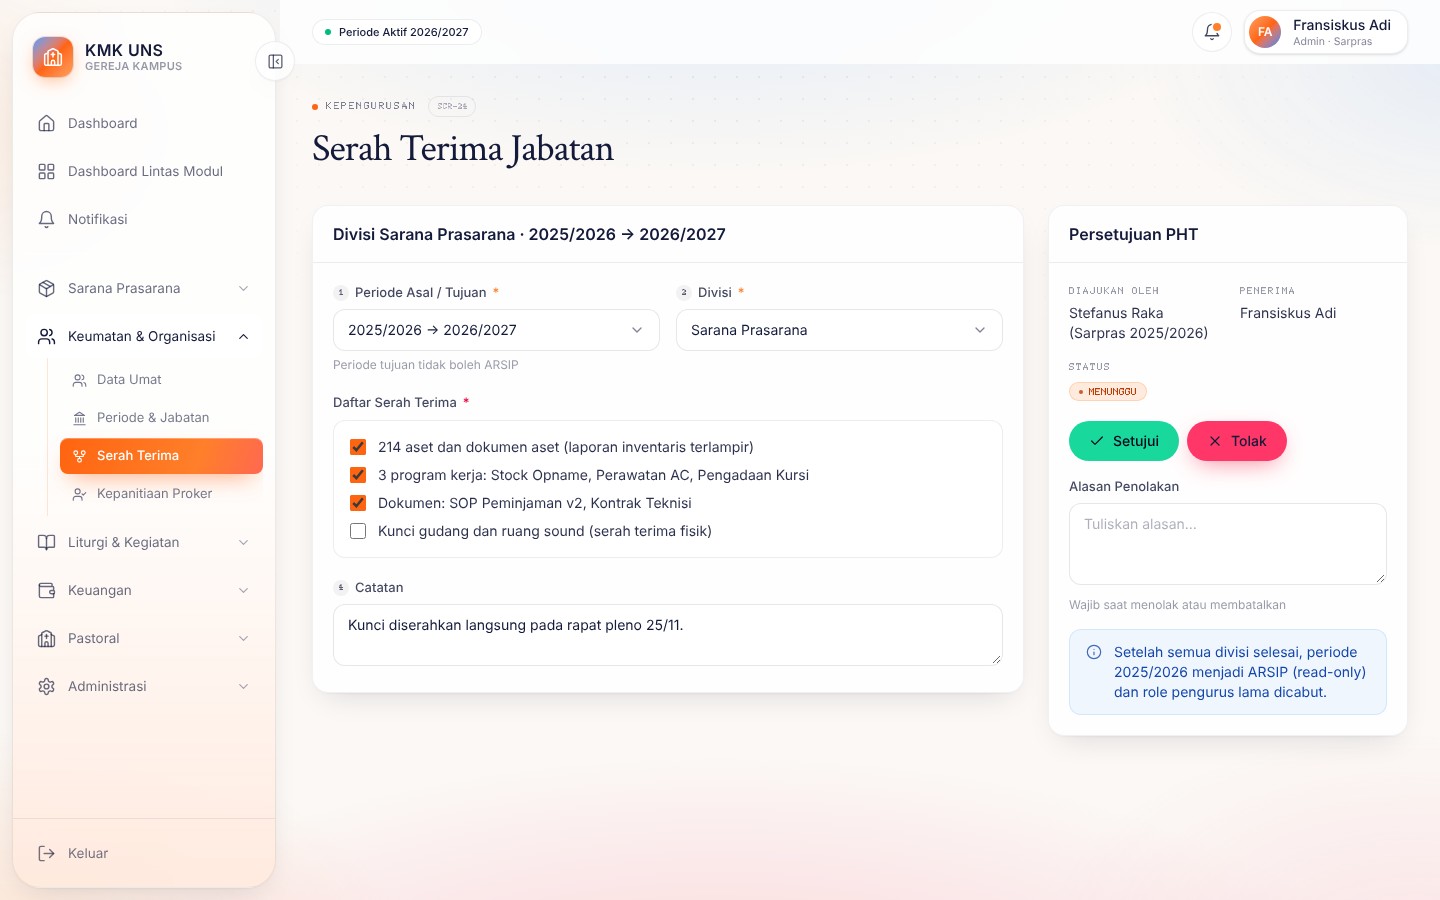 KMK UNS
GEREJA KAMPUS
Dashboard
Dashboard Lintas Modul
Notifikasi
Sarana Prasarana
Keumatan & Organisasi
Data Umat
Periode & Jabatan
Serah Terima
Kepanitiaan Proker
Liturgi & Kegiatan
Keuangan
Pastoral
Administrasi
Keluar
Periode Aktif 2026/2027
FA
Fransiskus Adi
Admin · Sarpras
KEPENGURUSAN
SCR-26
Serah Terima Jabatan
Divisi Sarana Prasarana · 2025/2026 → 2026/2027
1 Periode Asal / Tujuan *
2025/2026 → 2026/2027
Periode tujuan tidak boleh ARSIP
2 Divisi *
Sarana Prasarana
Daftar Serah Terima *
214 aset dan dokumen aset (laporan inventaris terlampir)
3 program kerja: Stock Opname, Perawatan AC, Pengadaan Kursi
Dokumen: SOP Peminjaman v2, Kontrak Teknisi
Kunci gudang dan ruang sound (serah terima fisik)
Catatan
Kunci diserahkan langsung pada rapat pleno 25/11.
Persetujuan PHT
DIAJUKAN OLEH
Stefanus Raka
(Sarpras 2025/2026)
PENERIMA
Fransiskus Adi
STATUS
MENUNGGU
Setujui
Tolak
Alasan Penolakan
Tuliskan alasan...
Wajib saat menolak atau membatalkan
Setelah semua divisi selesai, periode
2025/2026 menjadi ARSIP (read-only)
dan role pengurus lama dicabut.